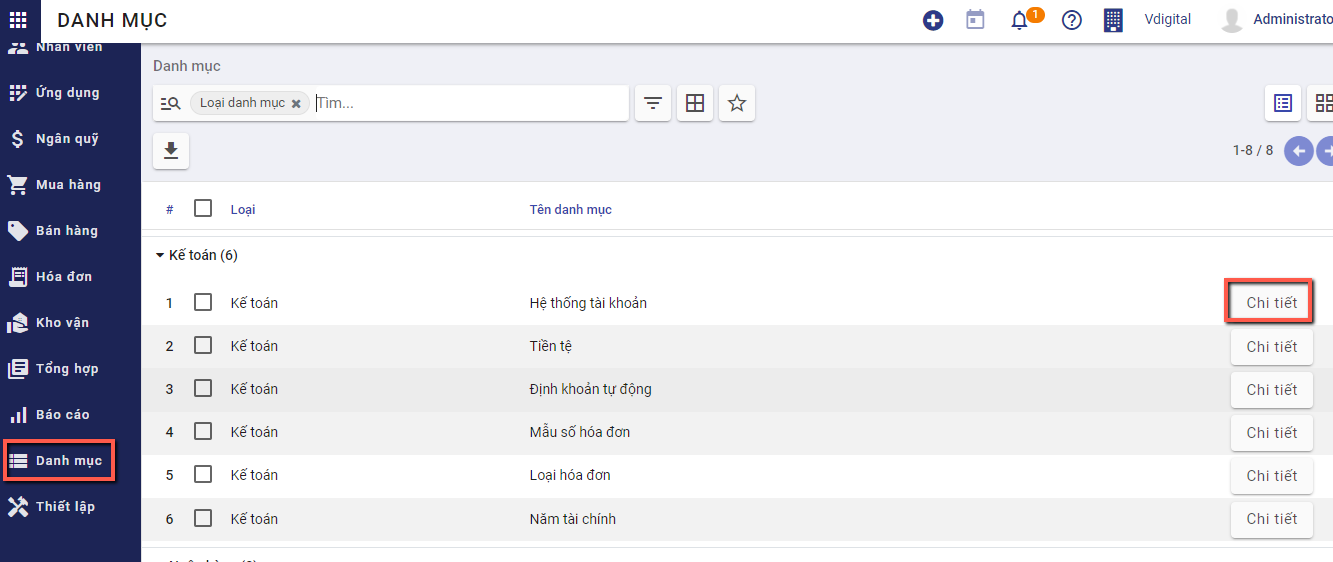 DANH MỤC
1
Vdigital
Administrato
Nhân viên
Ứng dụng
Ngân quỹ
Mua hàng
Bán hàng
Hóa đơn
Kho vận
Tổng hợp
Báo cáo
Danh mục
Thiết lập
Danh mục
Loại danh mục
Tìm...
1-8 / 8
# Loại Tên danh mục
Kế toán (6)
1 Kế toán Hệ thống tài khoản Chi tiết
2 Kế toán Tiền tệ Chi tiết
3 Kế toán Định khoản tự động Chi tiết
4 Kế toán Mẫu số hóa đơn Chi tiết
5 Kế toán Loại hóa đơn Chi tiết
6 Kế toán Năm tài chính Chi tiết